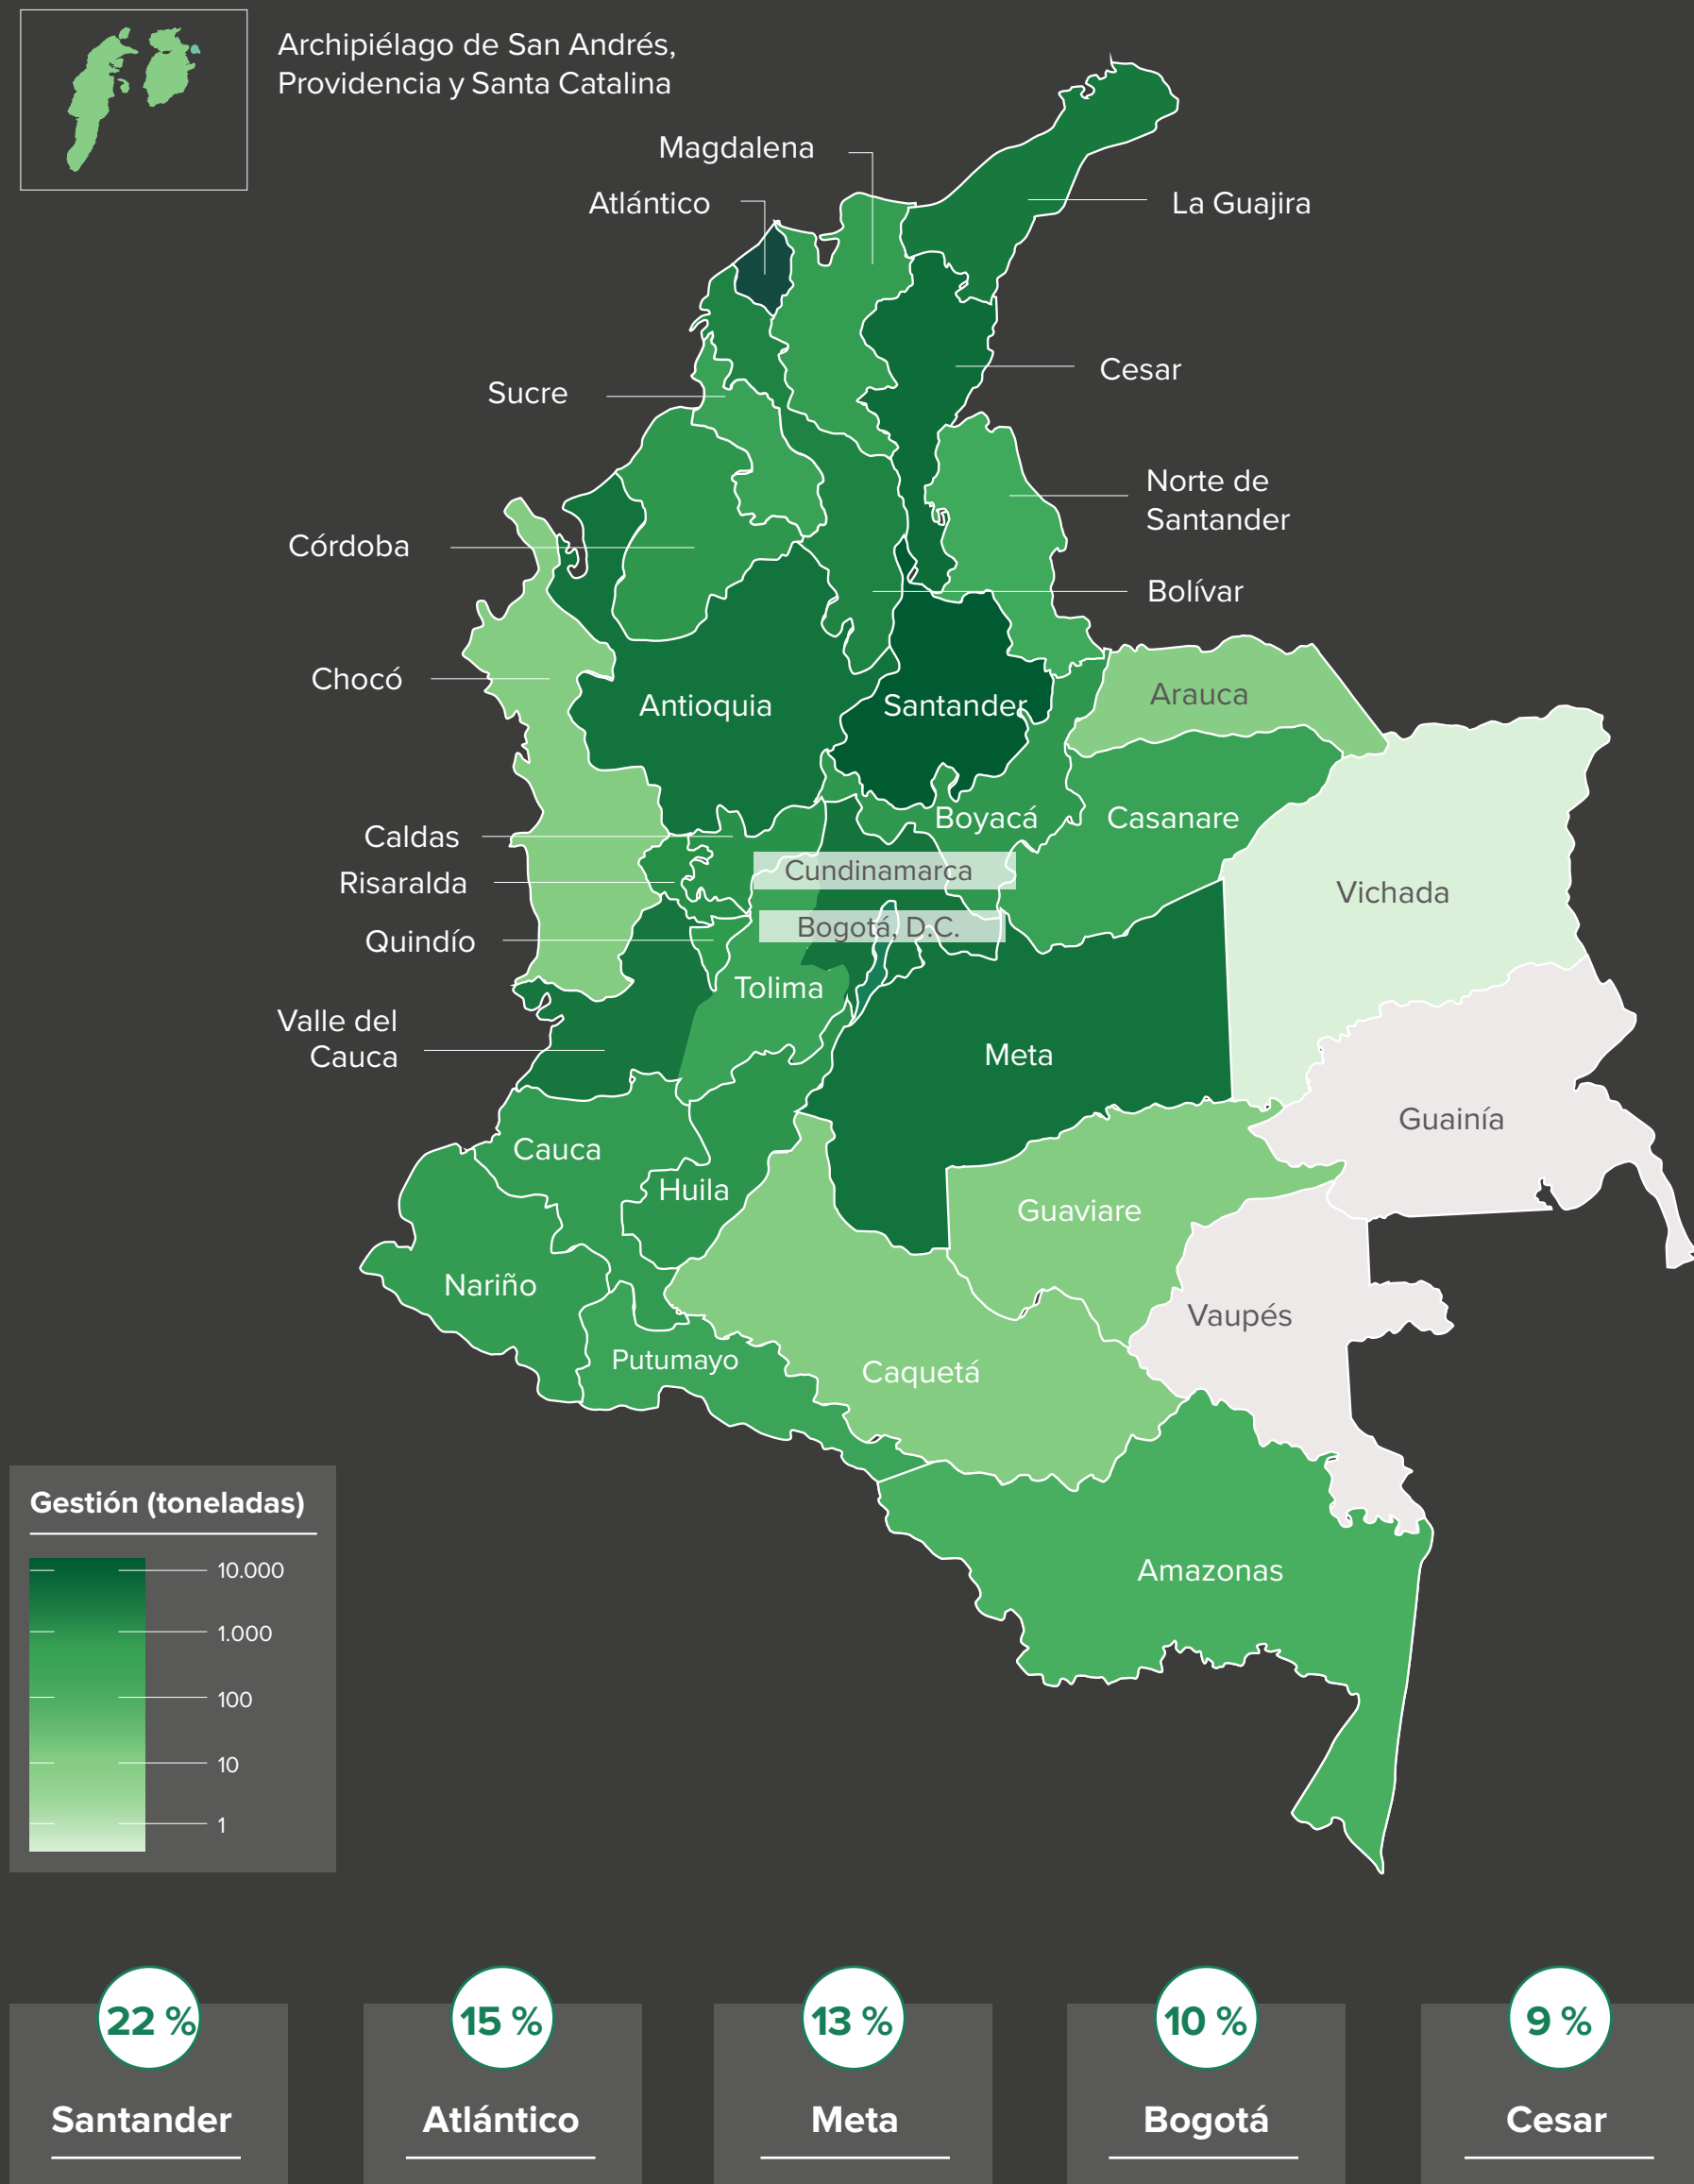 Archipiélago de San Andrés,
Providencia y Santa Catalina
Magdalena
Atlántico
La Guajira
Cesar
Sucre
Norte de
Santander
Córdoba
Bolívar
Chocó
Arauca
Antioquia
Santander
Boyacá
Casanare
Caldas
Cundinamarca
Risaralda
Vichada
Bogotá, D.C.
Quindío
Tolima
Valle del
Cauca
Meta
Guainía
Cauca
Huila
Guaviare
Nariño
Vaupés
Putumayo
Caquetá
Gestión (toneladas)
10.000
1.000
100
10
1
Amazonas
22 %
15 %
13 %
10 %
9 %
Santander
Atlántico
Meta
Bogotá
Cesar